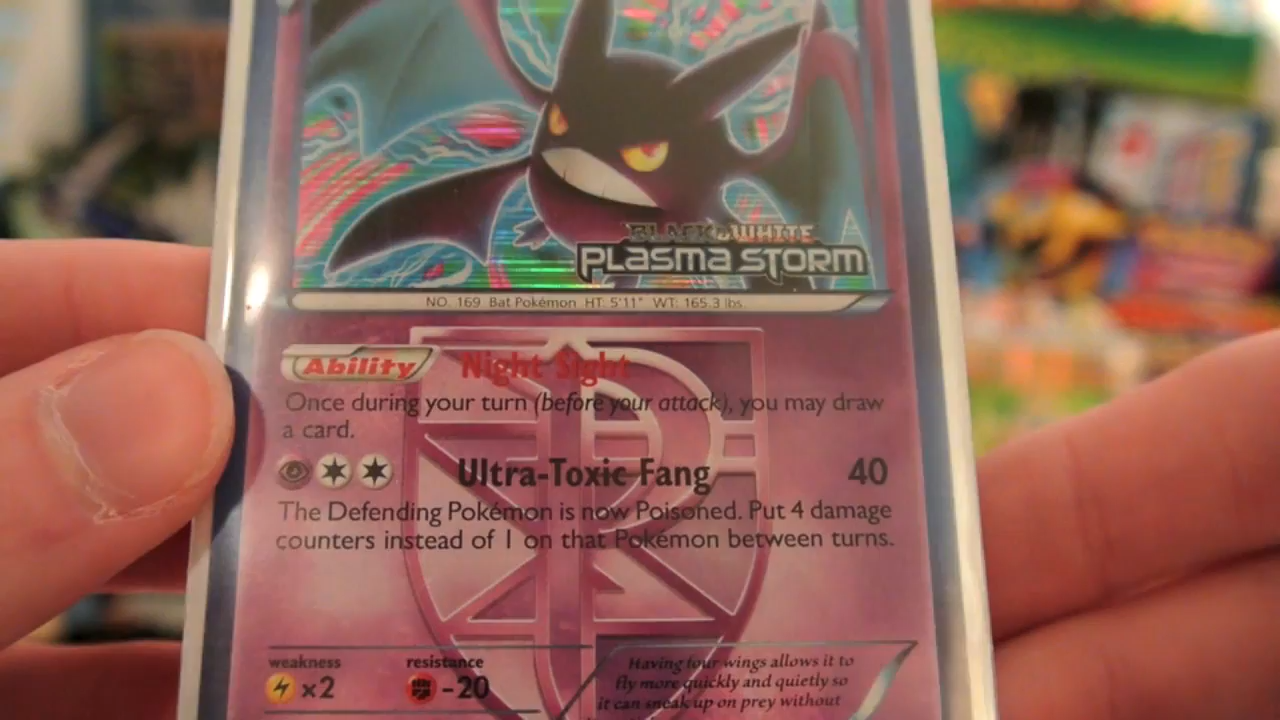 BLACK & WHITE
PLASMA STORM
NO. 169 Bat Pokémon HT: 5'11" WT: 165.3 lbs.
Ability Night Sight
Once during your turn (before your attack), you may draw
a card.
Ultra-Toxic Fang 40
The Defending Pokémon is now Poisoned. Put 4 damage
counters instead of 1 on that Pokémon between turns.
weakness resistance
×2 -20
Having four wings allows it to
fly more quickly and quietly so
it can sneak up on prey without